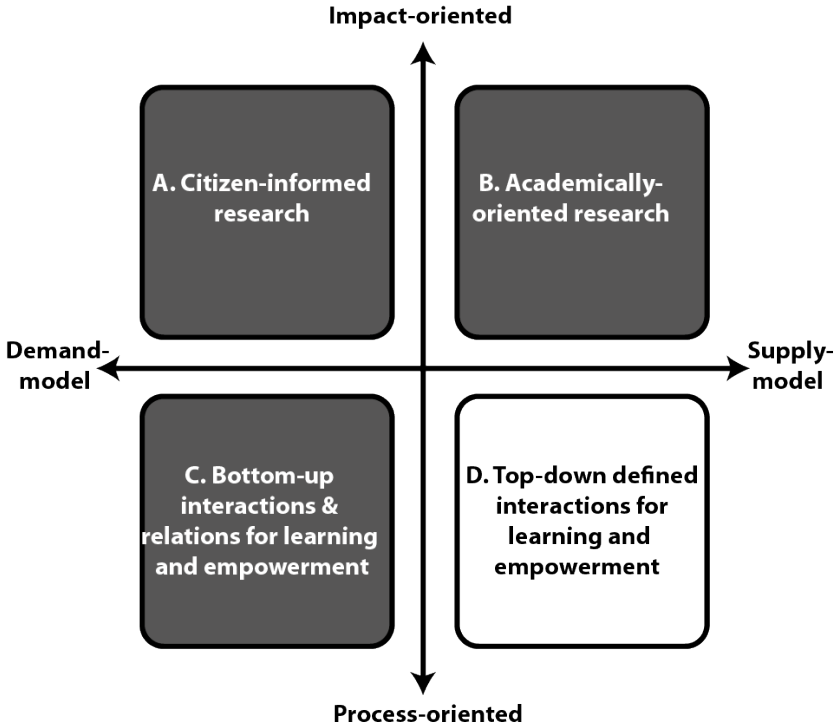 Impact-oriented
A. Citizen-informed
research
B. Academically-
oriented research
Demand-
model
Supply-
model
C. Bottom-up
interactions &
relations for learning
and empowerment
D. Top-down defined
interactions for
learning and
empowerment
Process-oriented